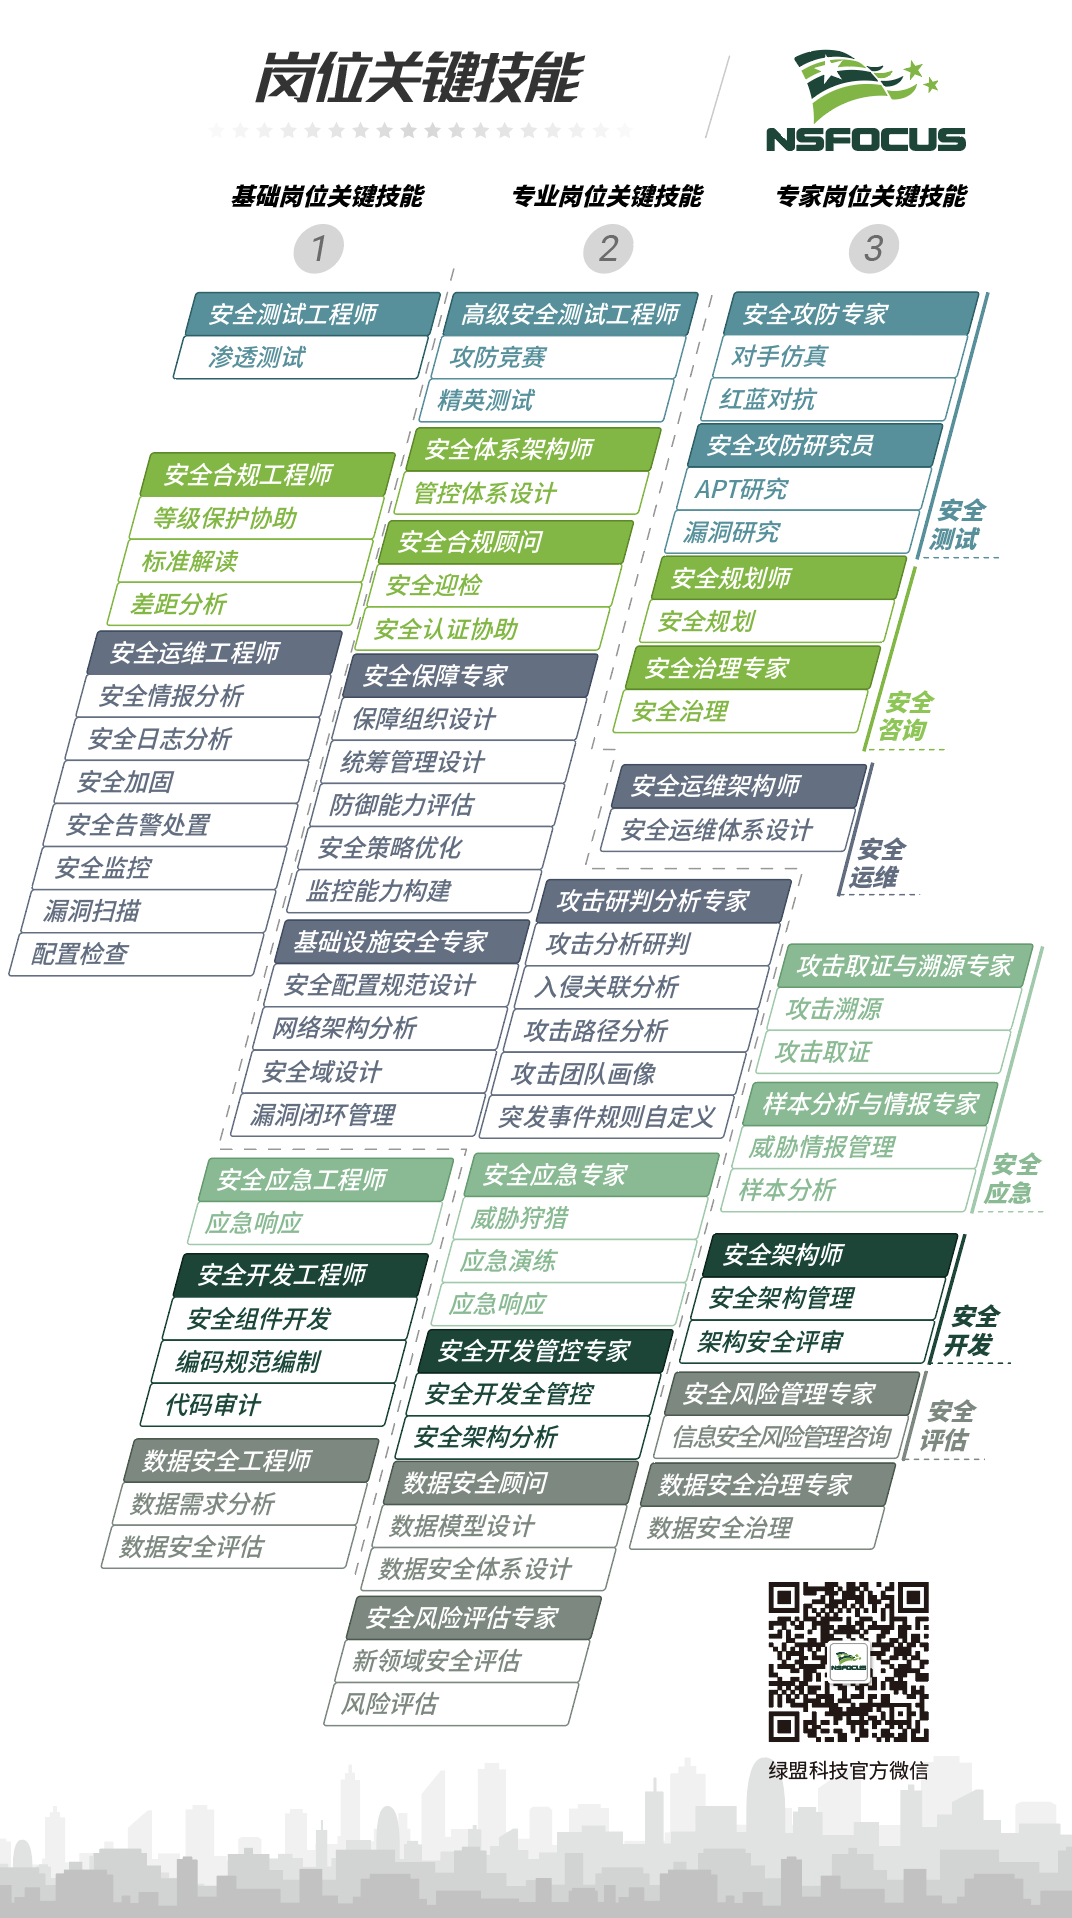 岗位关键技能
NSFOCUS
基础岗位关键技能
1
安全测试工程师
渗透测试
安全合规工程师
等级保护协助
标准解读
差距分析
安全运维工程师
安全情报分析
安全日志分析
安全加固
安全告警处置
安全监控
漏洞扫描
配置检查
安全应急工程师
应急响应
安全开发工程师
安全组件开发
编码规范编制
代码审计
数据安全工程师
数据需求分析
数据安全评估
专业岗位关键技能
2
高级安全测试工程师
攻防竞赛
精英测试
安全体系架构师
管控体系设计
安全合规顾问
安全迎检
安全认证协助
安全保障专家
保障组织设计
统筹管理设计
防御能力评估
安全策略优化
监控能力构建
基础设施安全专家
安全配置规范设计
网络架构分析
安全域设计
漏洞闭环管理
攻击研判分析专家
攻击分析研判
入侵关联分析
攻击路径分析
攻击团队画像
突发事件规则自定义
安全应急专家
威胁狩猎
应急演练
应急响应
安全开发管控专家
安全开发全管控
安全架构分析
数据安全顾问
数据模型设计
数据安全体系设计
安全风险评估专家
新领域安全评估
风险评估
专家岗位关键技能
3
安全攻防专家
对手仿真
红蓝对抗
安全攻防研究员
APT研究
漏洞研究
安全
测试
安全规划师
安全规划
安全治理专家
安全治理
安全
咨询
安全运维架构师
安全运维体系设计
安全
运维
攻击取证与溯源专家
攻击溯源
攻击取证
样本分析与情报专家
威胁情报管理
样本分析
安全
应急
安全架构师
安全架构管理
架构安全评审
安全
开发
安全风险管理专家
信息安全风险管理咨询
数据安全治理专家
数据安全治理
安全
评估
NSFOCUS
绿盟科技官方微信